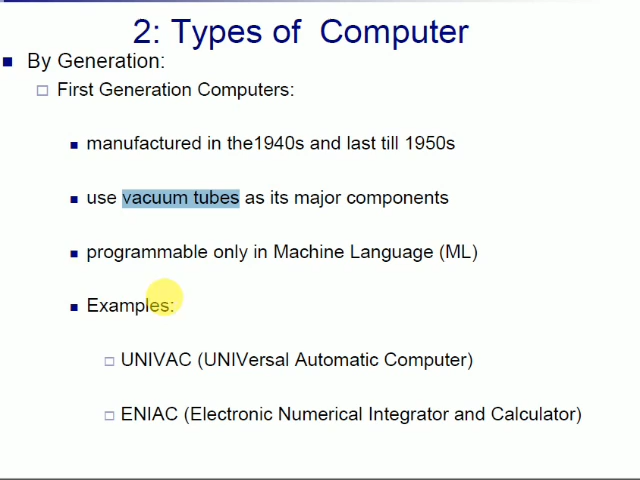 2: Types of Computer
By Generation:
First Generation Computers:
manufactured in the1940s and last till 1950s
use vacuum tubes as its major components
programmable only in Machine Language (ML)
Examples:
UNIVAC (UNIVersal Automatic Computer)
ENIAC (Electronic Numerical Integrator and Calculator)